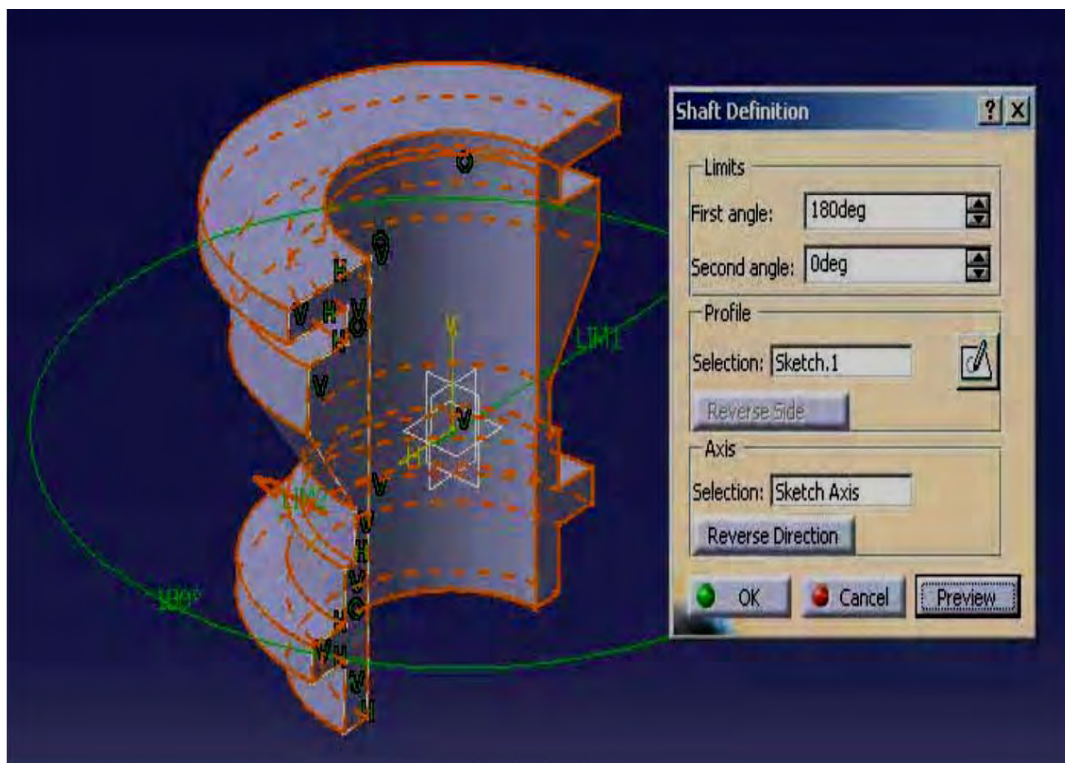 Shaft Definition
? X
Limits
First angle: 180deg
Second angle: 0deg
Profile
Selection: Sketch.1
Reverse Side
Axis
Selection: Sketch Axis
Reverse Direction
OK Cancel Preview
O
O
H
V H V
O
H
V
V
LIM1
V
H
V
LIM2
V
H
V
O
H
V H
V
H